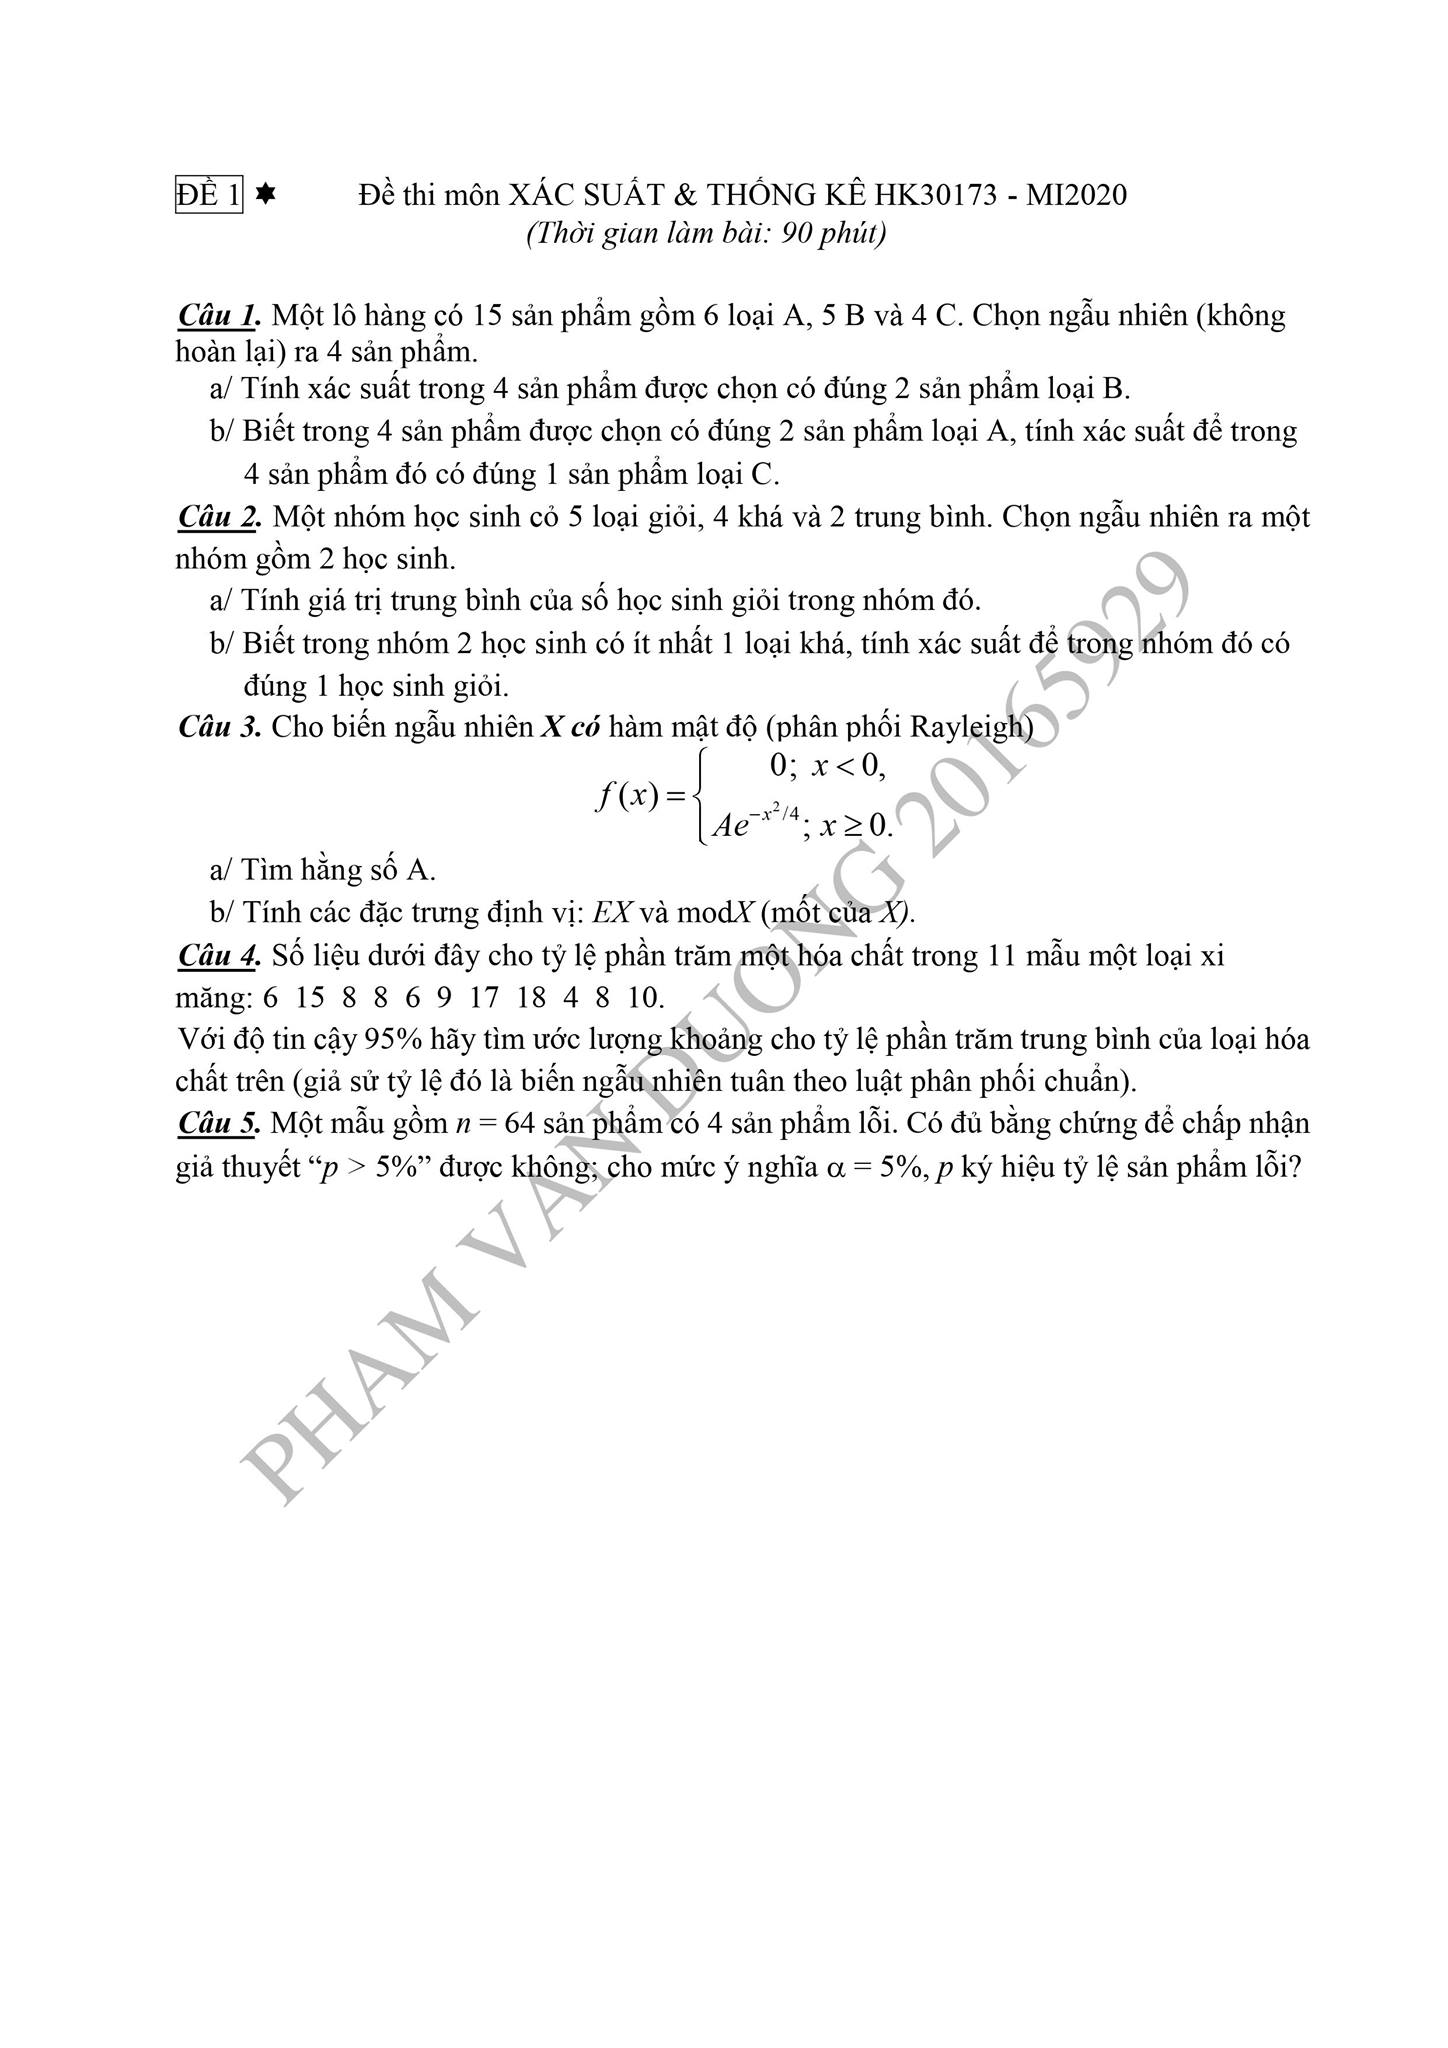 ĐỀ 1 ✶ Đề thi môn XÁC SUẤT & THỐNG KÊ HK30173 - MI2020
(Thời gian làm bài: 90 phút)
Câu 1. Một lô hàng có 15 sản phẩm gồm 6 loại A, 5 B và 4 C. Chọn ngẫu nhiên (không
hoàn lại) ra 4 sản phẩm.
a/ Tính xác suất trong 4 sản phẩm được chọn có đúng 2 sản phẩm loại B.
b/ Biết trong 4 sản phẩm được chọn có đúng 2 sản phẩm loại A, tính xác suất để trong
4 sản phẩm đó có đúng 1 sản phẩm loại C.
Câu 2. Một nhóm học sinh cỏ 5 loại giỏi, 4 khá và 2 trung bình. Chọn ngẫu nhiên ra một
nhóm gồm 2 học sinh.
a/ Tính giá trị trung bình của số học sinh giỏi trong nhóm đó.
b/ Biết trong nhóm 2 học sinh có ít nhất 1 loại khá, tính xác suất để trong nhóm đó có
đúng 1 học sinh giỏi.
Câu 3. Cho biến ngẫu nhiên X có hàm mật độ (phân phối Rayleigh)
f(x) = { 0; x < 0,
Ae^{-x²/4}; x ≥ 0.
a/ Tìm hằng số A.
b/ Tính các đặc trưng định vị: EX và modX (mốt của X).
Câu 4. Số liệu dưới đây cho tỷ lệ phần trăm một hóa chất trong 11 mẫu một loại xi
măng: 6 15 8 8 6 9 17 18 4 8 10.
Với độ tin cậy 95% hãy tìm ước lượng khoảng cho tỷ lệ phần trăm trung bình của loại hóa
chất trên (giả sử tỷ lệ đó là biến ngẫu nhiên tuân theo luật phân phối chuẩn).
Câu 5. Một mẫu gồm n = 64 sản phẩm có 4 sản phẩm lỗi. Có đủ bằng chứng để chấp nhận
giả thuyết “p > 5%” được không; cho mức ý nghĩa α = 5%, p ký hiệu tỷ lệ sản phẩm lỗi?
PHAM VAN DUONG 20165929